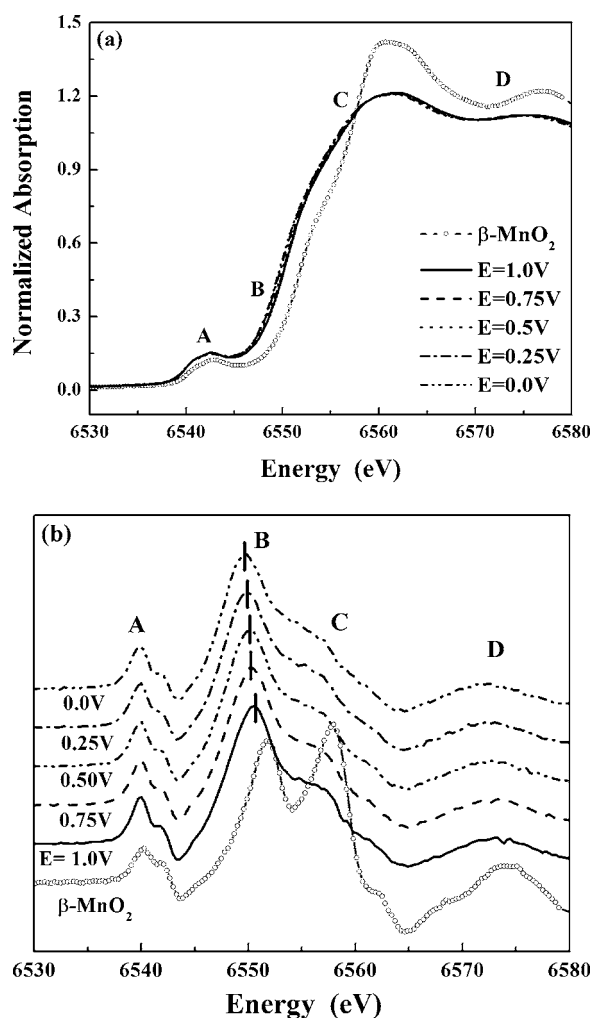 (a)
1.5
1.2
0.9
0.6
0.3
0.0
Normalized Absorption
A
B
C
D
β-MnO₂
E=1.0V
E=0.75V
E=0.5V
E=0.25V
E=0.0V
6530 6540 6550 6560 6570 6580
Energy (eV)
(b)
A
B
C
D
0.0V
0.25V
0.50V
0.75V
E= 1.0V
β-MnO₂
6530 6540 6550 6560 6570 6580
Energy (eV)